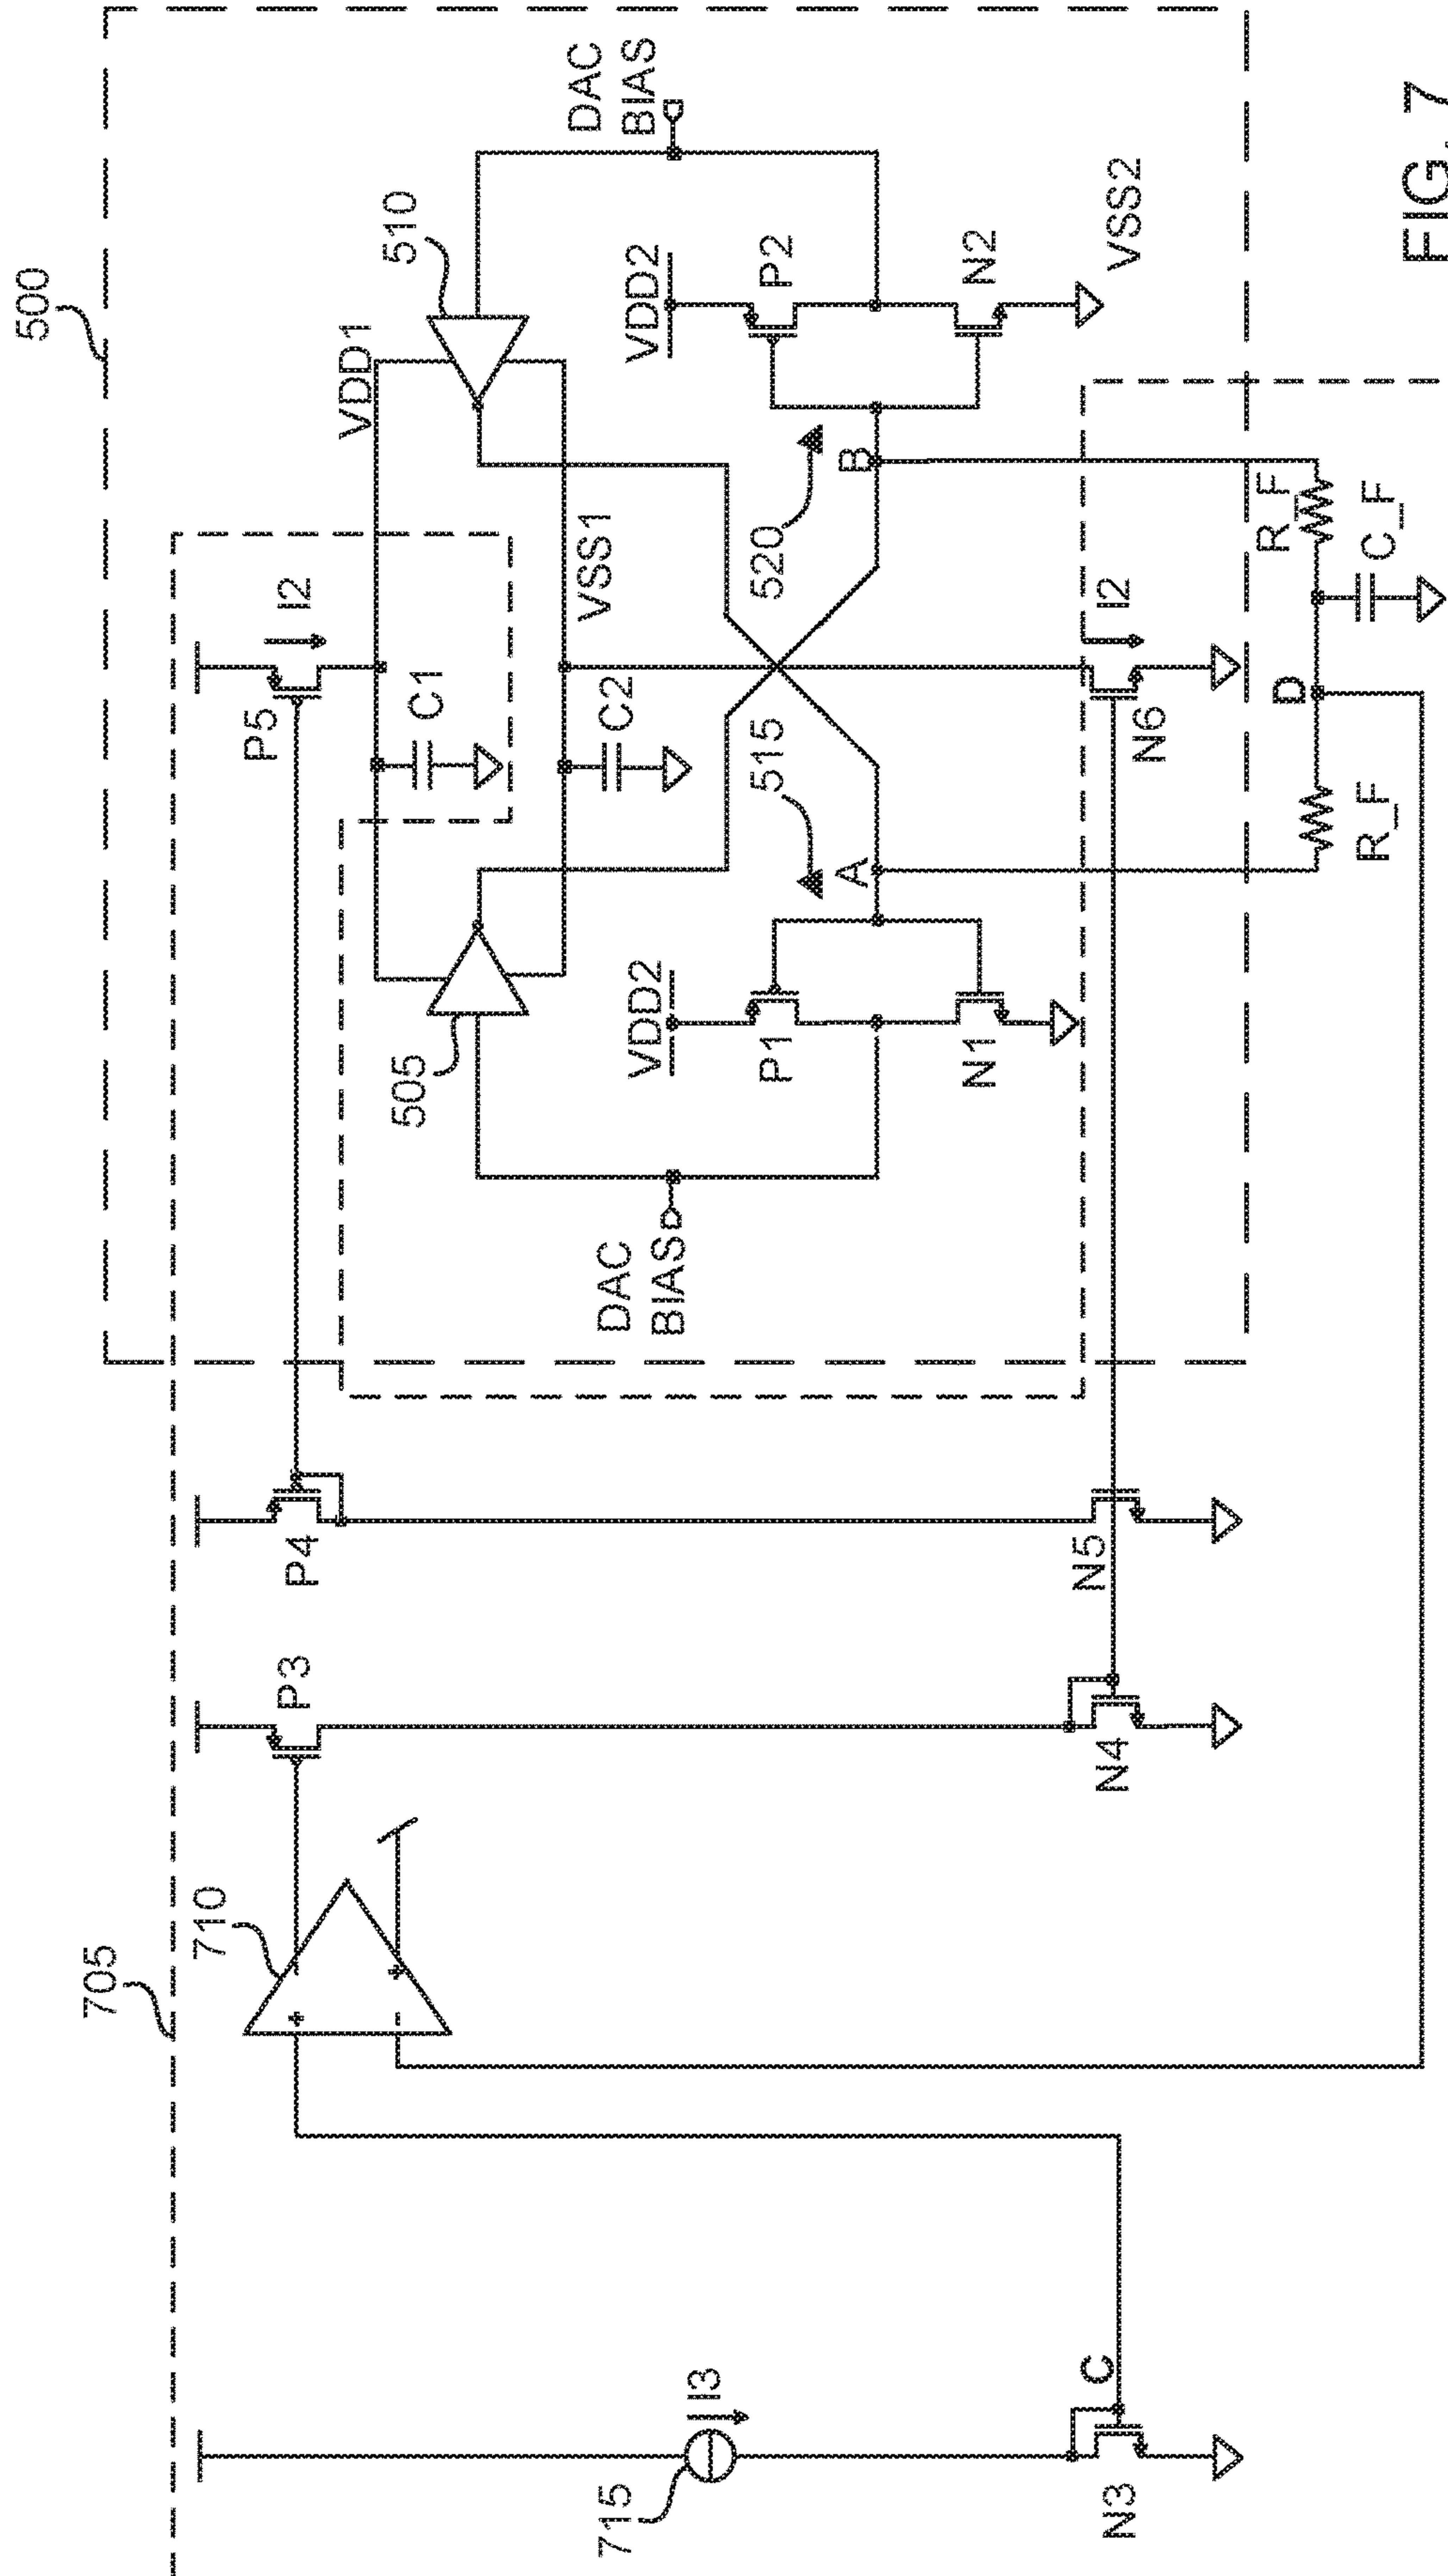 500
705
710
715
I3
C
N3
P3
N4
P4
N5
P5
I2
C1
VDD1
510
DAC
BIAS
505
C2
VSS1
VDD2
P1
N1
515
A
520
B
VDD2
P2
N2
VSS2
DAC
BIAS
N6
I2
R_F
D
R_F
C_F
+
-
-
+
FIG. 7